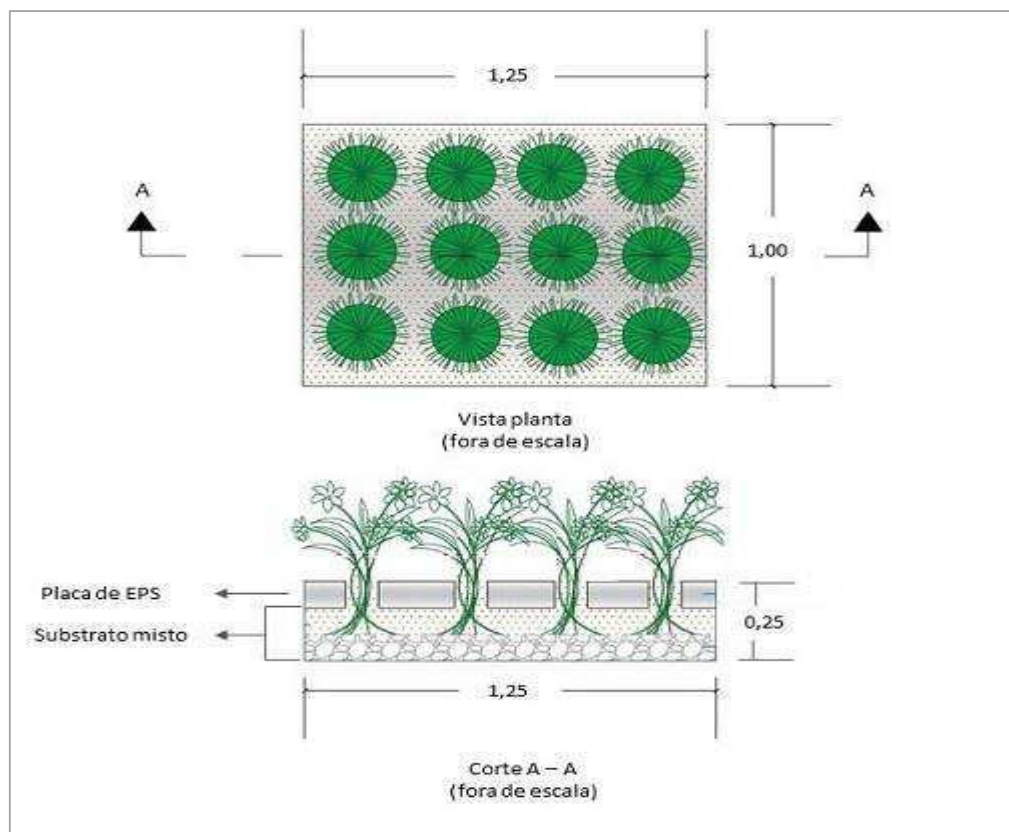 1,25
A
A
1,00
Vista planta
(fora de escala)
Placa de EPS
Substrato misto
0,25
1,25
Corte A – A
(fora de escala)